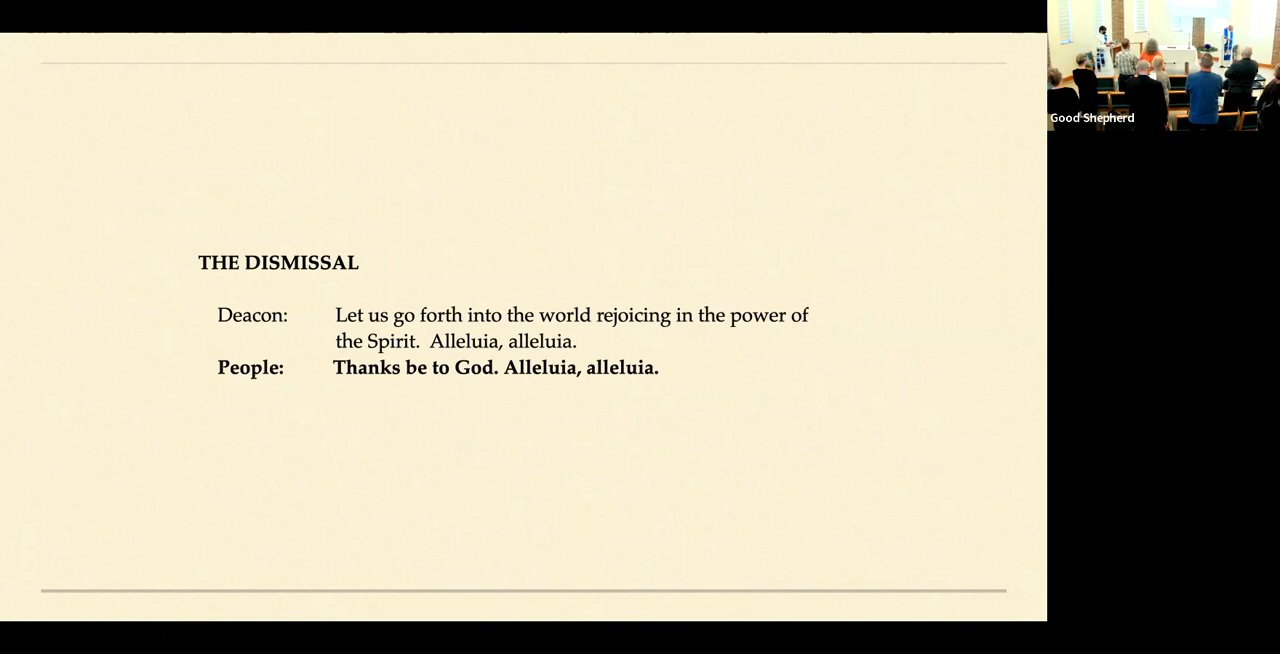 THE DISMISSAL
Deacon: Let us go forth into the world rejoicing in the power of
the Spirit. Alleluia, alleluia.
People: Thanks be to God. Alleluia, alleluia.
Good Shepherd